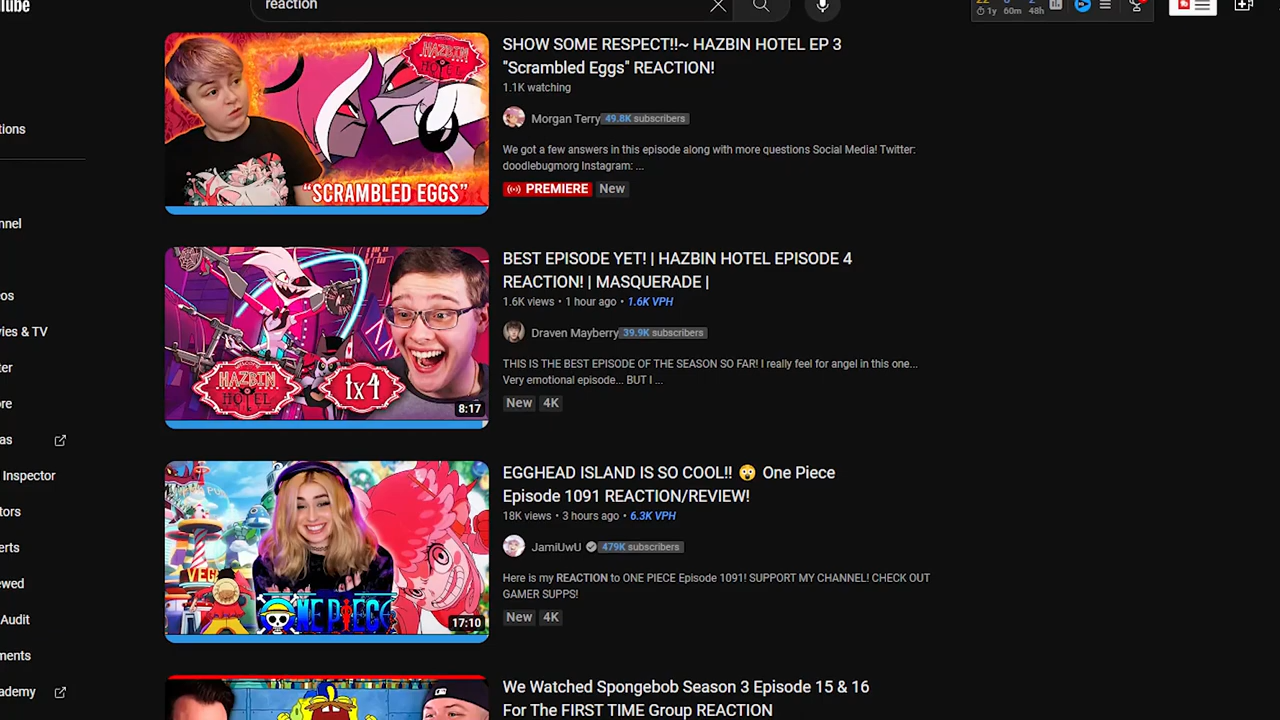 uTube
reaction
1y
60m
48h
tions
nnel
os
vies & TV
ter
ore
as
Inspector
tors
erts
ewed
Audit
ments
ademy
HAZBIN
HOTEL
"SCRAMBLED EGGS"
SHOW SOME RESPECT!!~ HAZBIN HOTEL EP 3
"Scrambled Eggs" REACTION!
1.1K watching
Morgan Terry 49.8K subscribers
We got a few answers in this episode along with more questions Social Media! Twitter:
doodlebugmorg Instagram: ...
PREMIERE New
HAZBIN
HOTEL
1x4
8:17
BEST EPISODE YET! | HAZBIN HOTEL EPISODE 4
REACTION! | MASQUERADE |
1.6K views • 1 hour ago • 1.6K VPH
Draven Mayberry 39.9K subscribers
THIS IS THE BEST EPISODE OF THE SEASON SO FAR! I really feel for angel in this one...
Very emotional episode... BUT I ...
New 4K
VEG
ONE PIECE
17:10
EGGHEAD ISLAND IS SO COOL!! 😳 One Piece
Episode 1091 REACTION/REVIEW!
18K views • 3 hours ago • 6.3K VPH
JamiUwU 479K subscribers
Here is my REACTION to ONE PIECE Episode 1091! SUPPORT MY CHANNEL! CHECK OUT
GAMER SUPPS!
New 4K
We Watched Spongebob Season 3 Episode 15 & 16
For The FIRST TIME Group REACTION